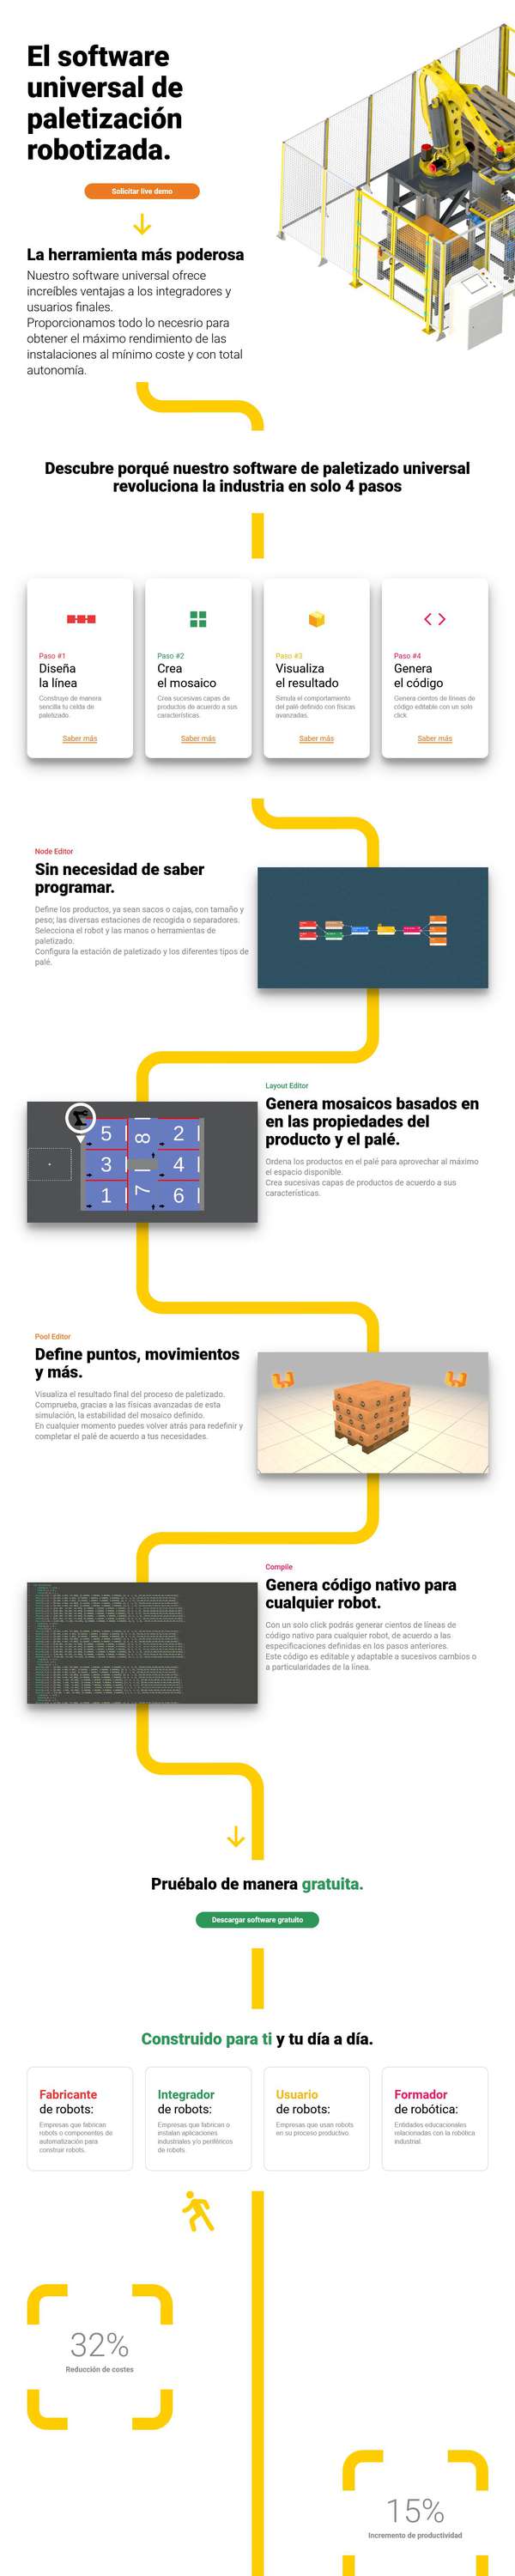 El software
universal de
paletización
robotizada.
Solicitar live demo
La herramienta más poderosa
Nuestro software universal ofrece
increíbles ventajas a los integradores y
usuarios finales.
Proporcionamos todo lo necesrio para
obtener el máximo rendimiento de las
instalaciones al mínimo coste y con total
autonomía.
Descubre porqué nuestro software de paletizado universal
revoluciona la industria en solo 4 pasos
Paso #1
Diseña
la línea
Construye de manera
sencilla tu celda de
paletizado.
Saber más
Paso #2
Crea
el mosaico
Crea sucesivas capas de
productos de acuerdo a sus
características.
Saber más
Paso #3
Visualiza
el resultado
Simula el comportamiento
del palé definido con físicas
avanzadas.
Saber más
Paso #4
Genera
el código
Genera cientos de líneas de
código editable con un solo
click.
Saber más
Node Editor
Sin necesidad de saber
programar.
Define los productos, ya sean sacos o cajas, con tamaño y
peso; las diversas estaciones de recogida o separadores.
Selecciona el robot y las manos o herramientas de
paletizado.
Configura la estación de paletizado y los diferentes tipos de
palé.
Layout Editor
Genera mosaicos basados en
en las propiedades del
producto y el palé.
Ordena los productos en el palé para aprovechar al máximo
el espacio disponible.
Crea sucesivas capas de productos de acuerdo a sus
características.
5 8 2
3 4
1 7 6
Pool Editor
Define puntos, movimientos
y más.
Visualiza el resultado final del proceso de paletizado.
Comprueba, gracias a las físicas avanzadas de esta
simulación, la estabilidad del mosaico definido.
En cualquier momento puedes volver atrás para redefinir y
completar el palé de acuerdo a tus necesidades.
Compile
Genera código nativo para
cualquier robot.
Con un solo click podrás generar cientos de líneas de
código nativo para cualquier robot, de acuerdo a las
especificaciones definidas en los pasos anteriores.
Este código es editable y adaptable a sucesivos cambios o
a particularidades de la línea.
Pruébalo de manera gratuita.
Descargar software gratuito
Construido para ti y tu día a día.
Fabricante
de robots:
Empresas que fabrican
robots o componentes de
automatización para
construir robots.
Integrador
de robots:
Empresas que fabrican o
instalan aplicaciones
industriales y/o periféricos
de robots.
Usuario
de robots:
Empresas que usan robots
en su proceso productivo.
Formador
de robótica:
Entidades educacionales
relacionadas con la robótica
industrial.
32%
Reducción de costes
15%
Incremento de productividad